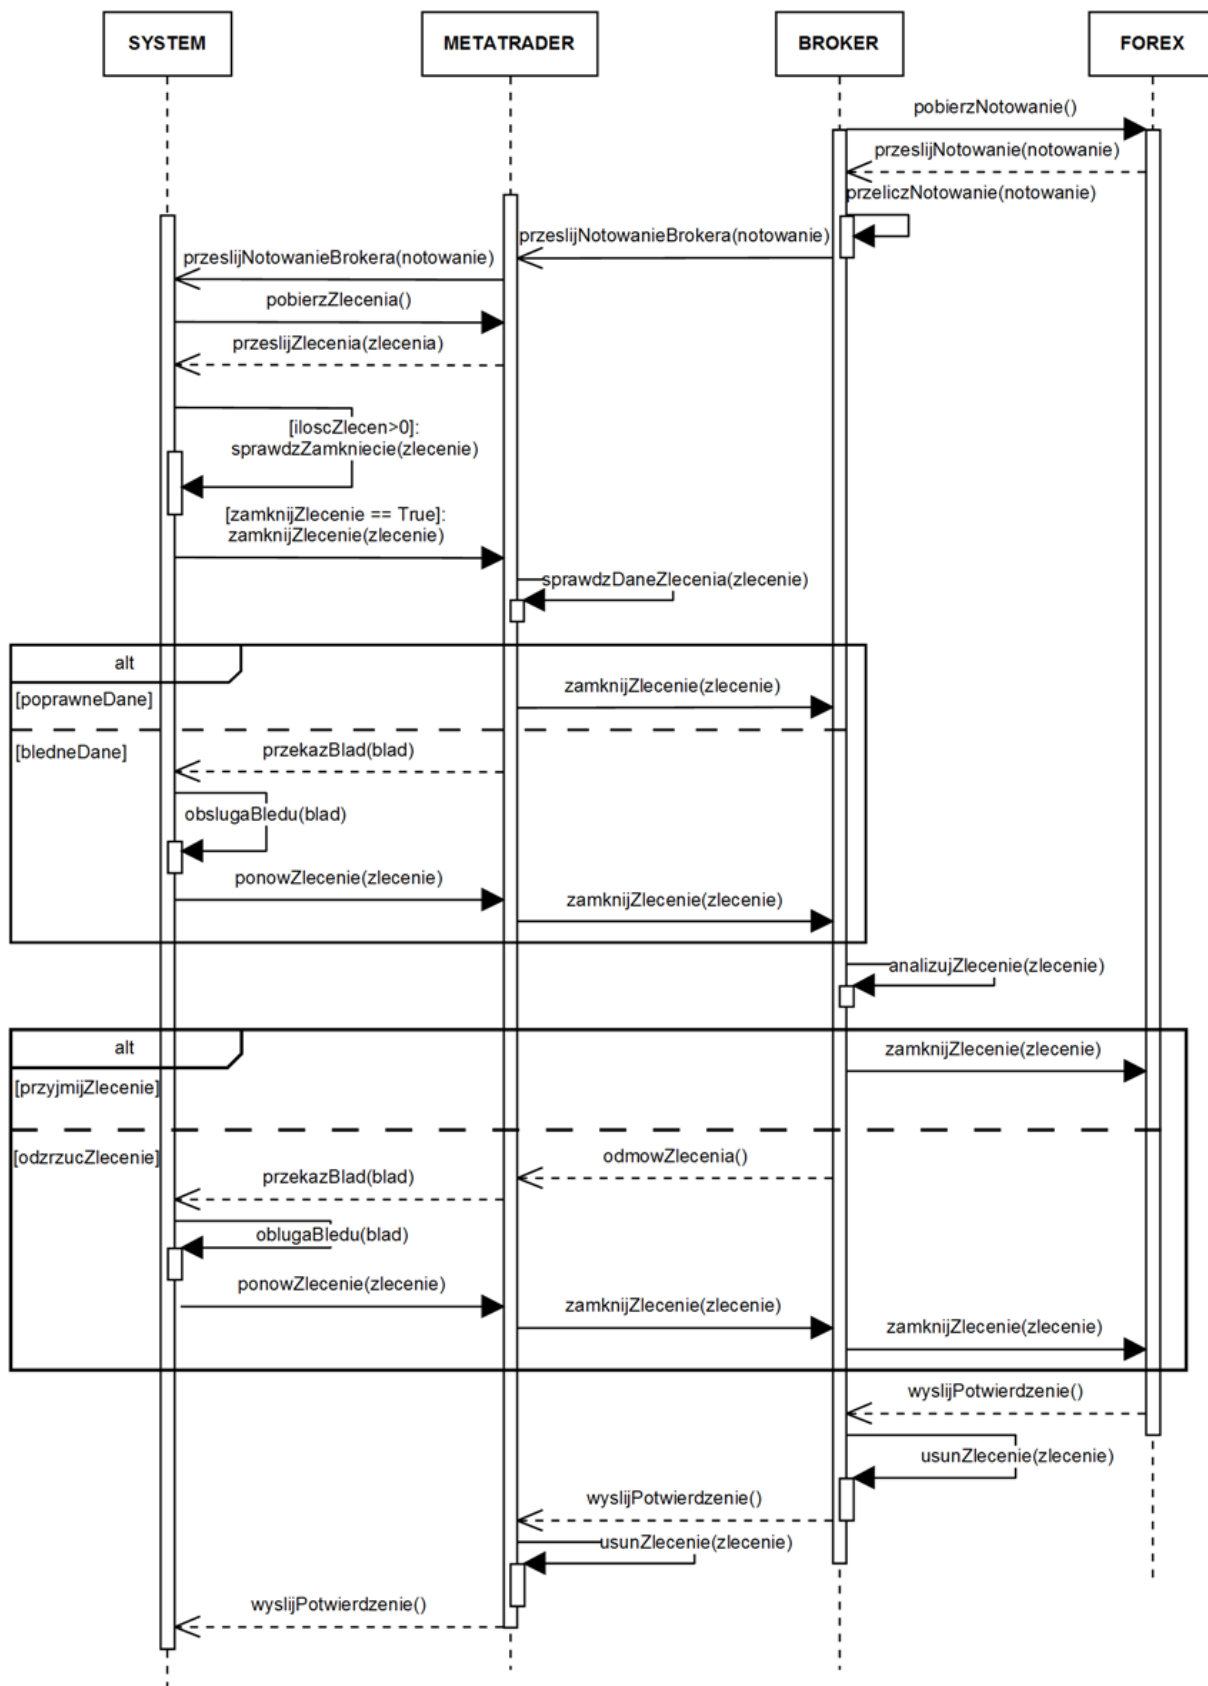 SYSTEM
METATRADER
BROKER
FOREX
pobierzNotowanie()
przeslijNotowanie(notowanie)
przeliczNotowanie(notowanie)
przeslijNotowanieBrokera(notowanie)
przeslijNotowanieBrokera(notowanie)
pobierzZlecenia()
przeslijZlecenia(zlecenia)
[iloscZlecen>0]:
sprawdzZamkniecie(zlecenie)
[zamknijZlecenie == True]:
zamknijZlecenie(zlecenie)
sprawdzDaneZlecenia(zlecenie)
alt
[poprawneDane]
zamknijZlecenie(zlecenie)
[bledneDane]
przekazBlad(blad)
obslugaBledu(blad)
ponowZlecenie(zlecenie)
zamknijZlecenie(zlecenie)
analizujZlecenie(zlecenie)
alt
zamknijZlecenie(zlecenie)
[przyjmijZlecenie]
[odzrzucZlecenie]
odmowZlecenia()
przekazBlad(blad)
oblugaBledu(blad)
ponowZlecenie(zlecenie)
zamknijZlecenie(zlecenie)
zamknijZlecenie(zlecenie)
wyslijPotwierdzenie()
usunZlecenie(zlecenie)
wyslijPotwierdzenie()
usunZlecenie(zlecenie)
wyslijPotwierdzenie()